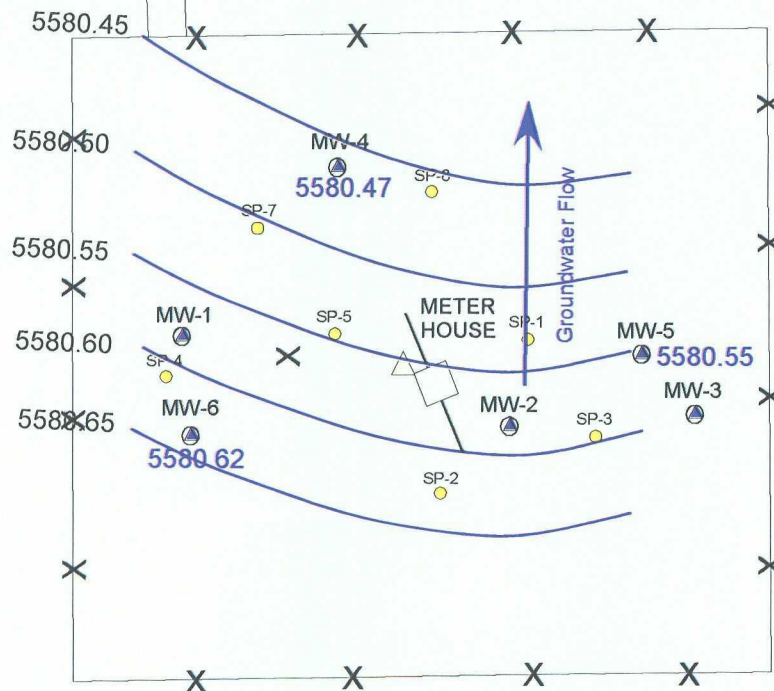 5580.45
5580.50
MW-4
5580.47
SP-8
SP-7
Groundwater Flow
5580.55
MW-1
SP-5
METER
HOUSE
SP-1
MW-5
5580.55
5580.60
SP-4
MW-3
5580.65
MW-6
MW-2
SP-3
5580.62
SP-2